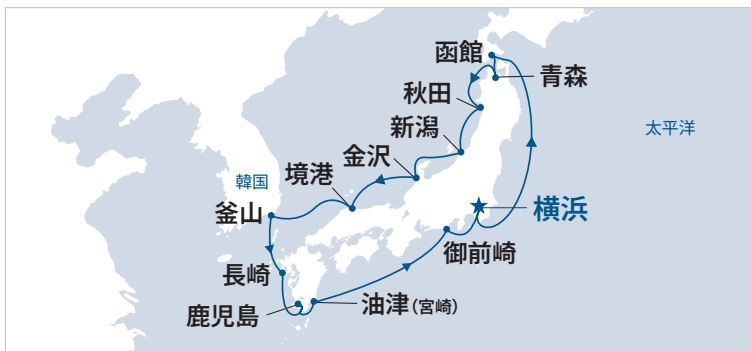 函館
青森
秋田
新潟
太平洋
金沢
境港
韓国
釜山
横浜
御前崎
長崎
鹿児島
油津(宮崎)